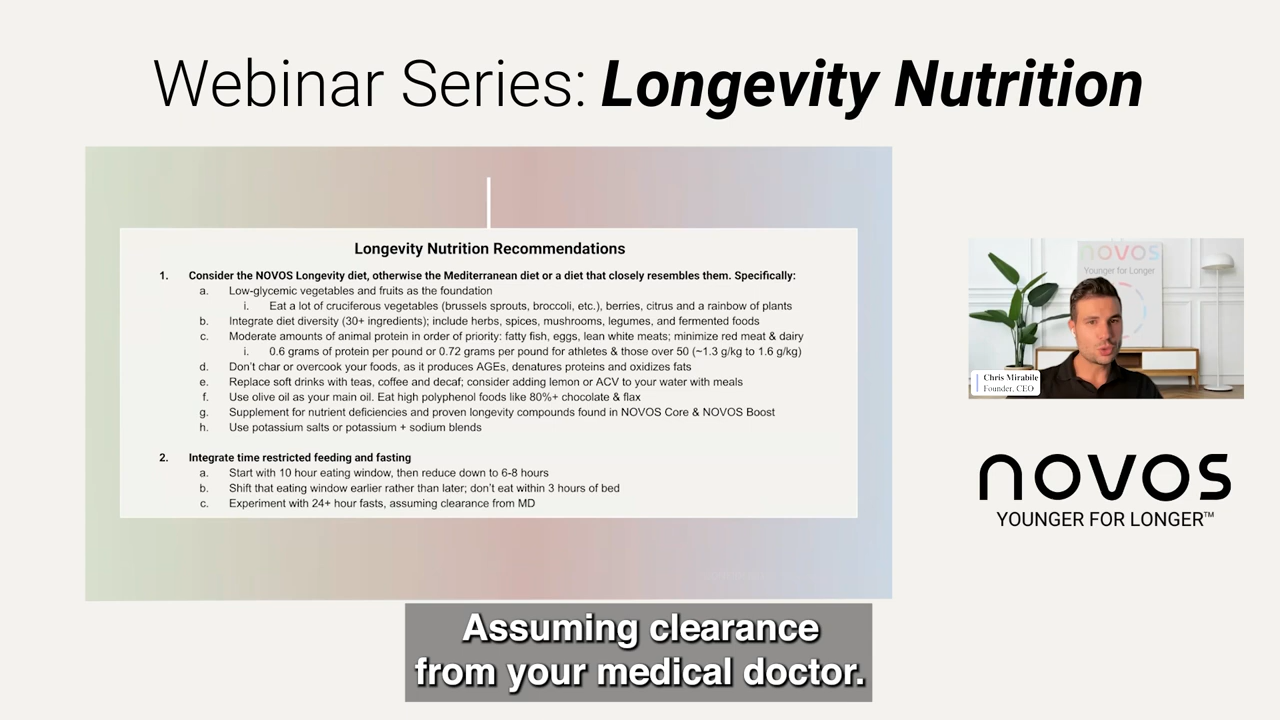 Webinar Series: Longevity Nutrition
Longevity Nutrition Recommendations
1. Consider the NOVOS Longevity diet, otherwise the Mediterranean diet or a diet that closely resembles them. Specifically:
a. Low-glycemic vegetables and fruits as the foundation
i. Eat a lot of cruciferous vegetables (brussels sprouts, broccoli, etc.), berries, citrus and a rainbow of plants
b. Integrate diet diversity (30+ ingredients); include herbs, spices, mushrooms, legumes, and fermented foods
c. Moderate amounts of animal protein in order of priority: fatty fish, eggs, lean white meats; minimize red meat & dairy
i. 0.6 grams of protein per pound or 0.72 grams per pound for athletes & those over 50 (~1.3 g/kg to 1.6 g/kg)
d. Don't char or overcook your foods, as it produces AGEs, denatures proteins and oxidizes fats
e. Replace soft drinks with teas, coffee and decaf; consider adding lemon or ACV to your water with meals
f. Use olive oil as your main oil. Eat high polyphenol foods like 80%+ chocolate & flax
g. Supplement for nutrient deficiencies and proven longevity compounds found in NOVOS Core & NOVOS Boost
h. Use potassium salts or potassium + sodium blends
2. Integrate time restricted feeding and fasting
a. Start with 10 hour eating window, then reduce down to 6-8 hours
b. Shift that eating window earlier rather than later; don't eat within 3 hours of bed
c. Experiment with 24+ hour fasts, assuming clearance from MD
novos
Younger for Longer
Chris Mirabile
Founder, CEO
novos
YOUNGER FOR LONGER™
Assuming clearance
from your medical doctor.